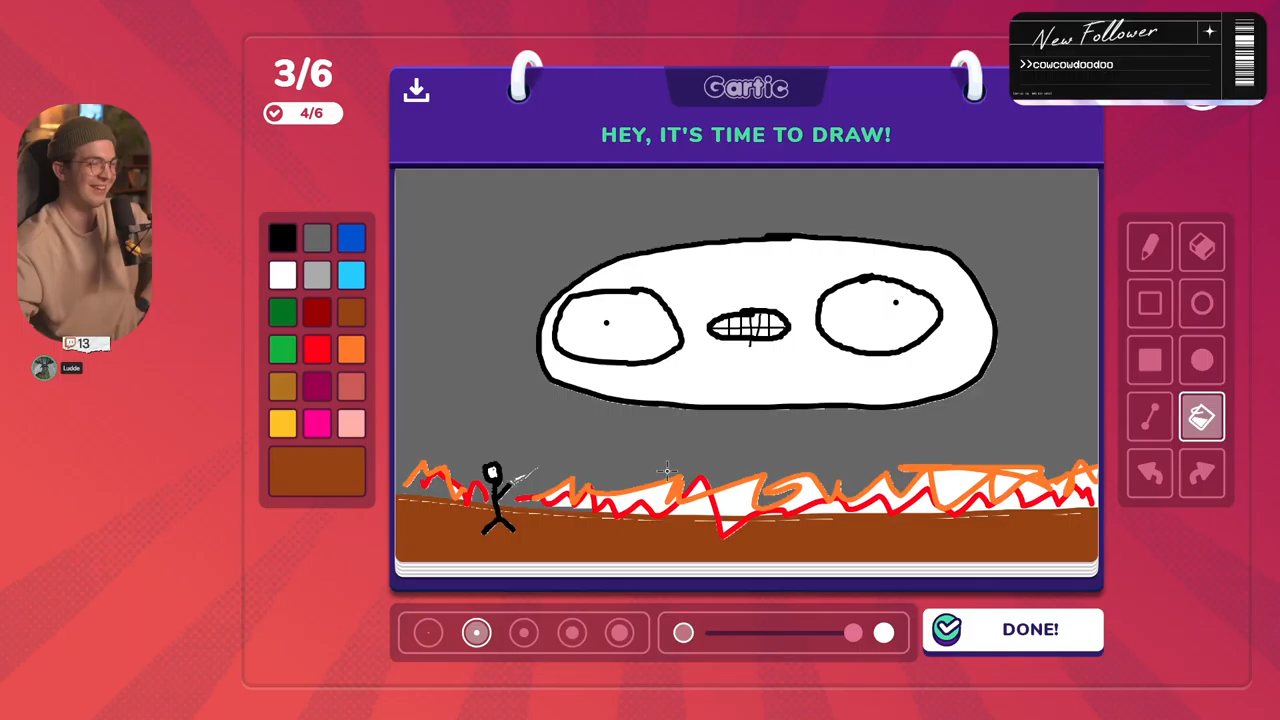 New Follower
>>cowcowdoodoo
3/6
4/6
Gartic
HEY, IT'S TIME TO DRAW!
13
Ludde
DONE!